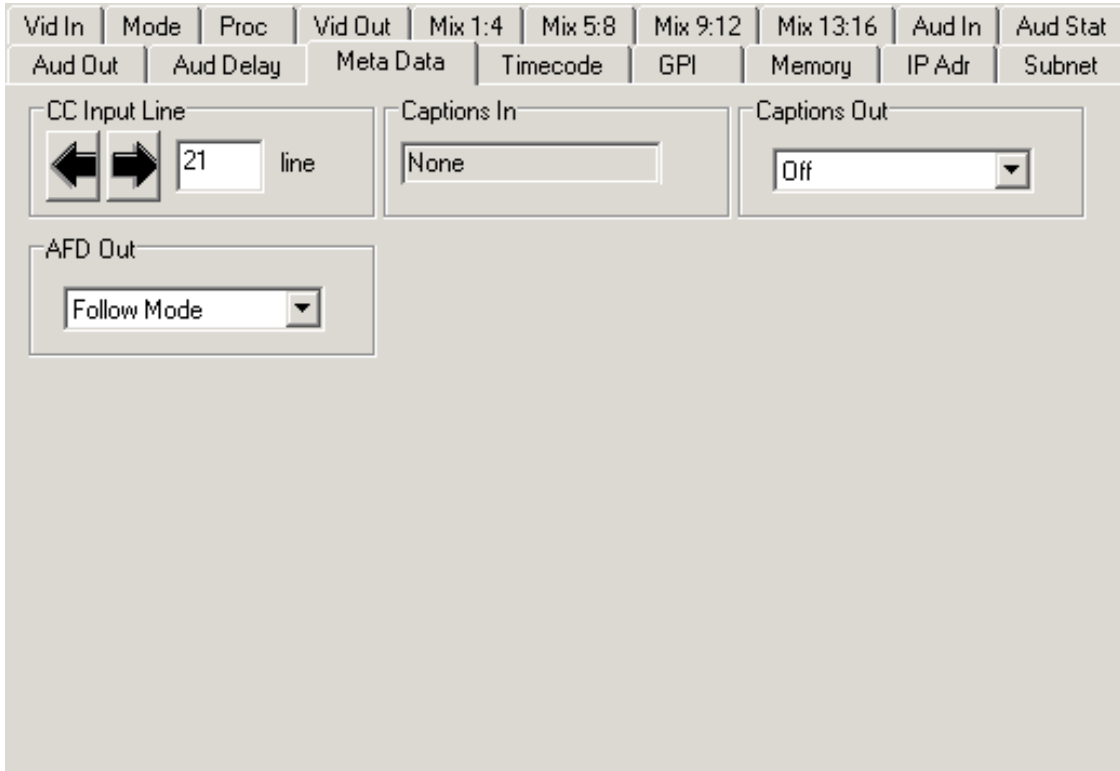 Vid In Mode Proc Vid Out Mix 1:4 Mix 5:8 Mix 9:12 Mix 13:16 Aud In Aud Stat
Aud Out Aud Delay Meta Data Timecode GPI Memory IP Adr Subnet
CC Input Line Captions In Captions Out
21 line None Off
AFD Out
Follow Mode